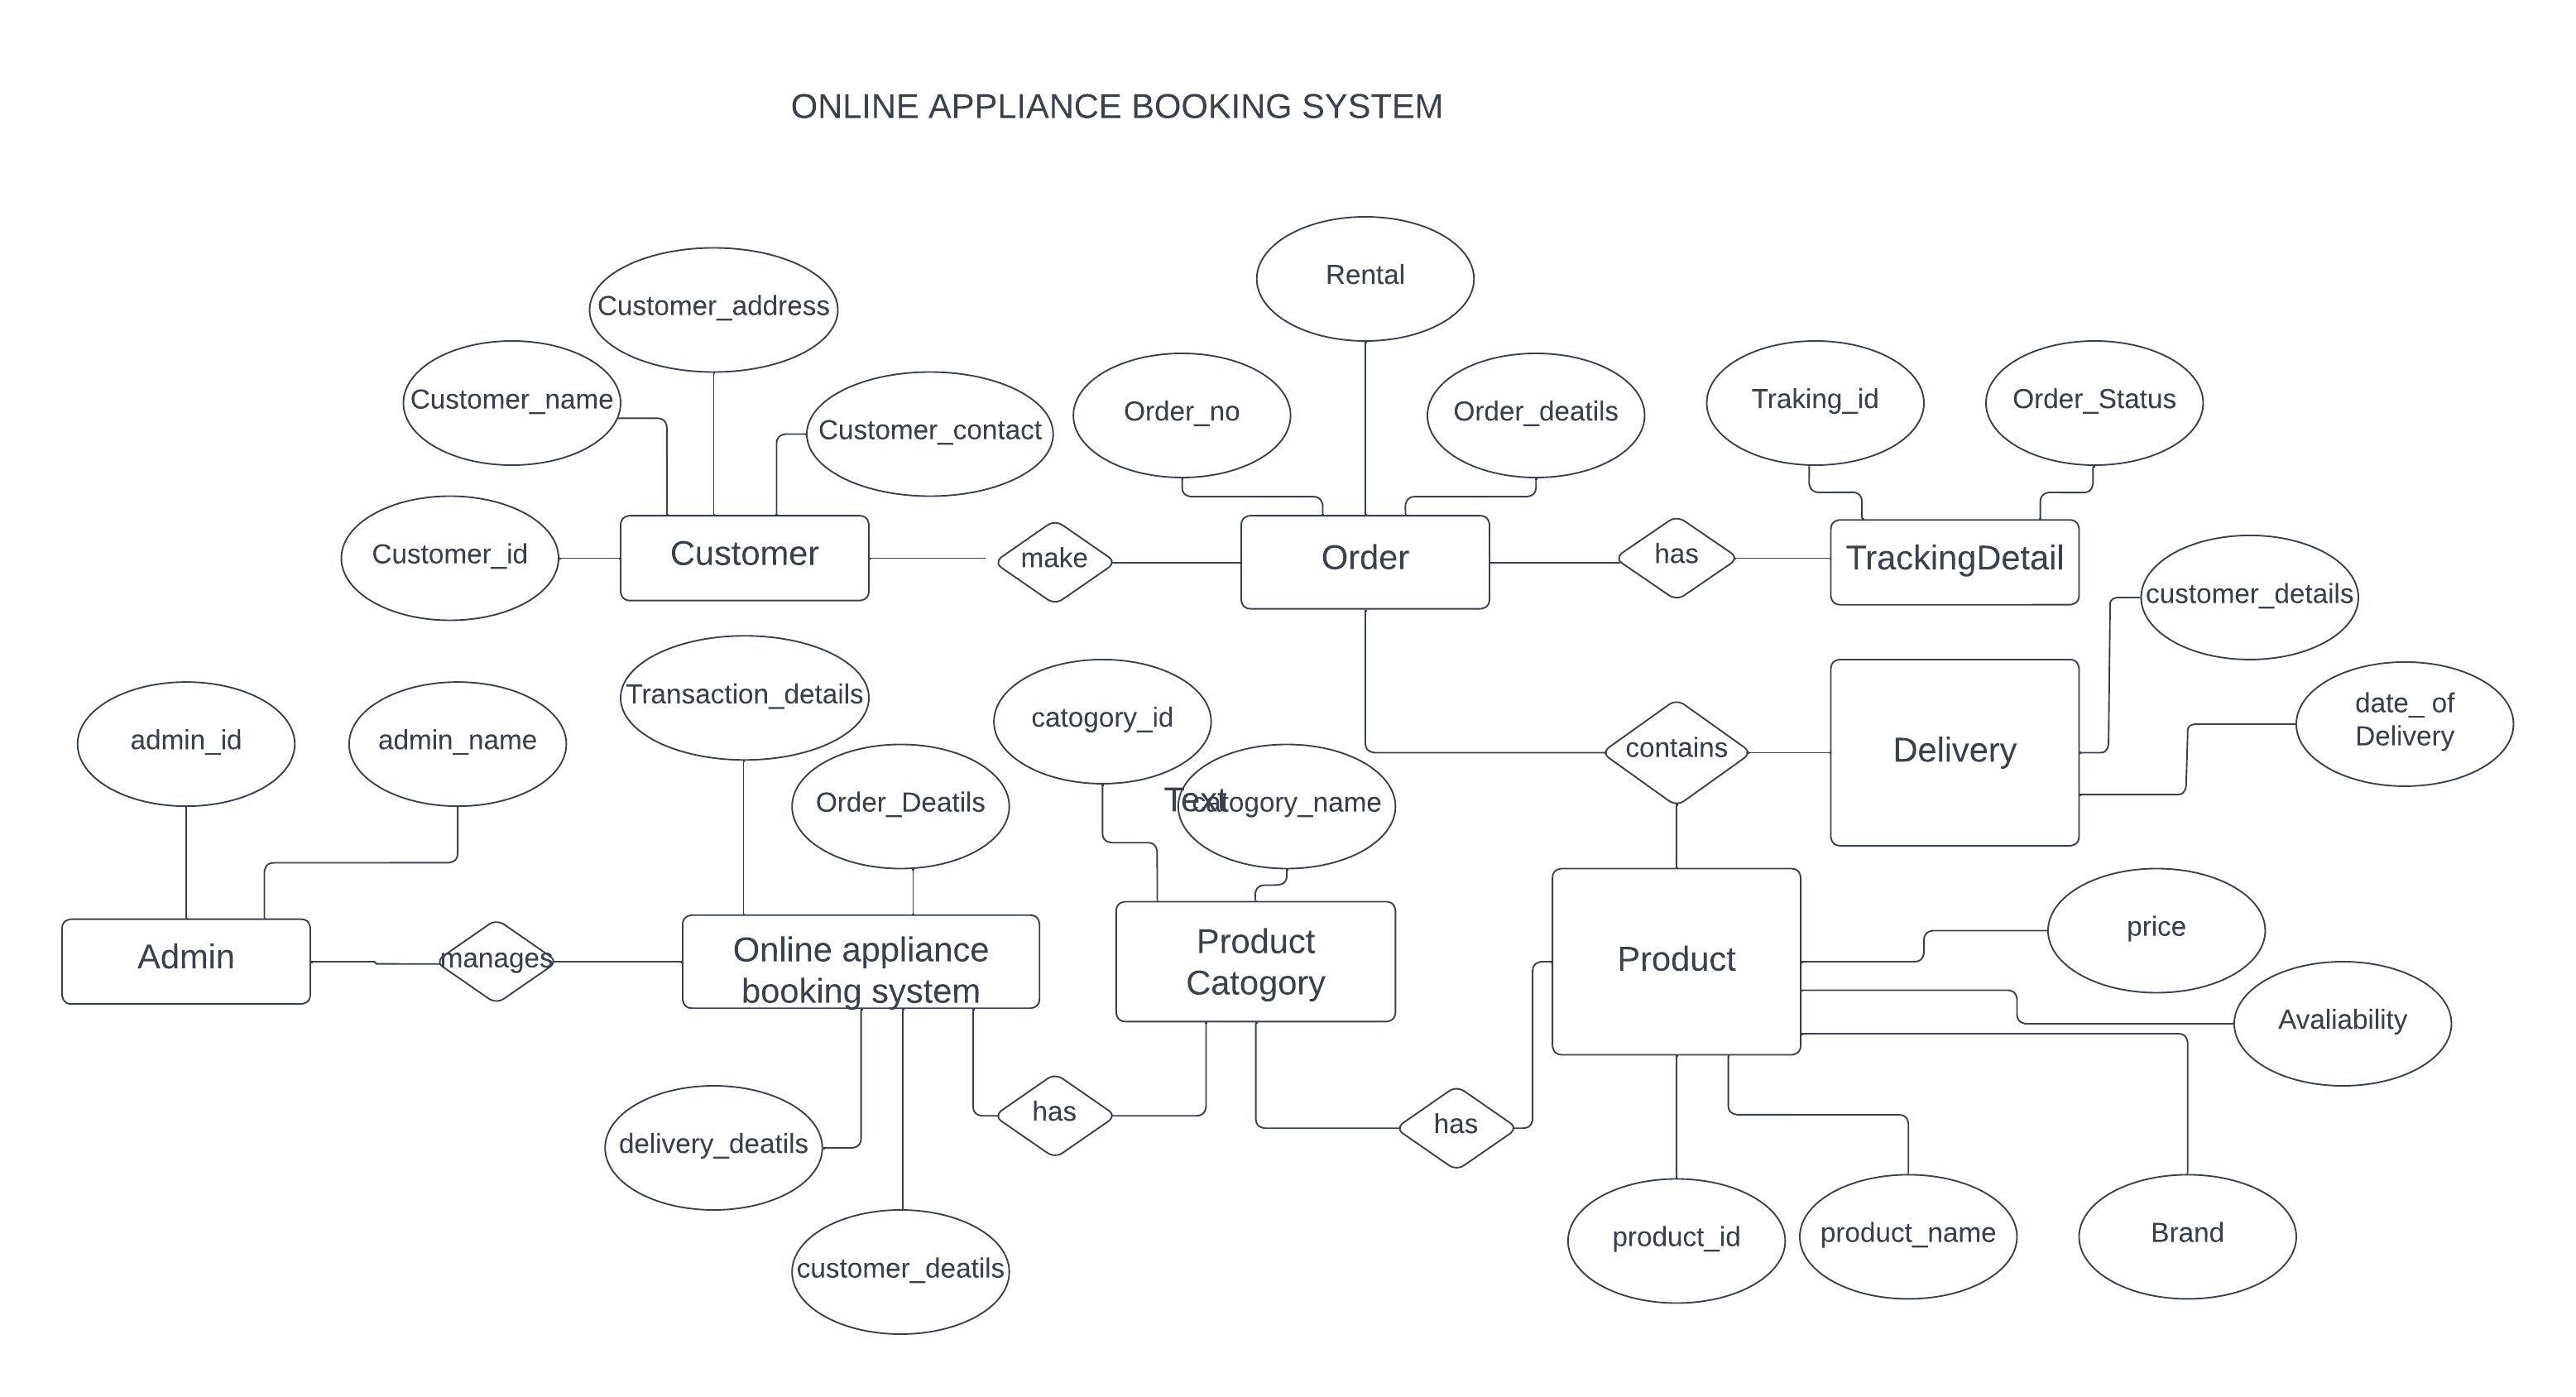 ONLINE APPLIANCE BOOKING SYSTEM
Rental
Customer_address
Customer_name
Customer_contact
Order_no
Order_deatils
Traking_id
Order_Status
Customer_id
Customer
make
Order
has
TrackingDetail
customer_details
Transaction_details
catogory_id
date_ of
Delivery
admin_id
admin_name
contains
Delivery
Order_Deatils
Text
catogory_name
Admin
manages
Online appliance
booking system
Product
Catogory
Product
price
Avaliability
delivery_deatils
has
has
customer_deatils
product_id
product_name
Brand